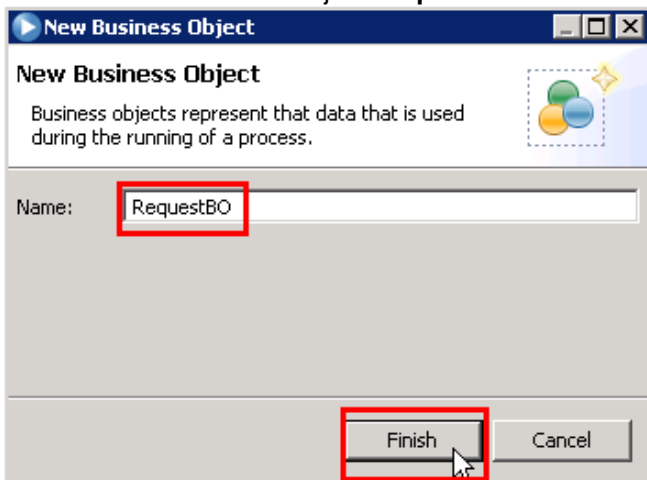 New Business Object
New Business Object
Business objects represent that data that is used
during the running of a process.
Name: RequestBO
Finish Cancel